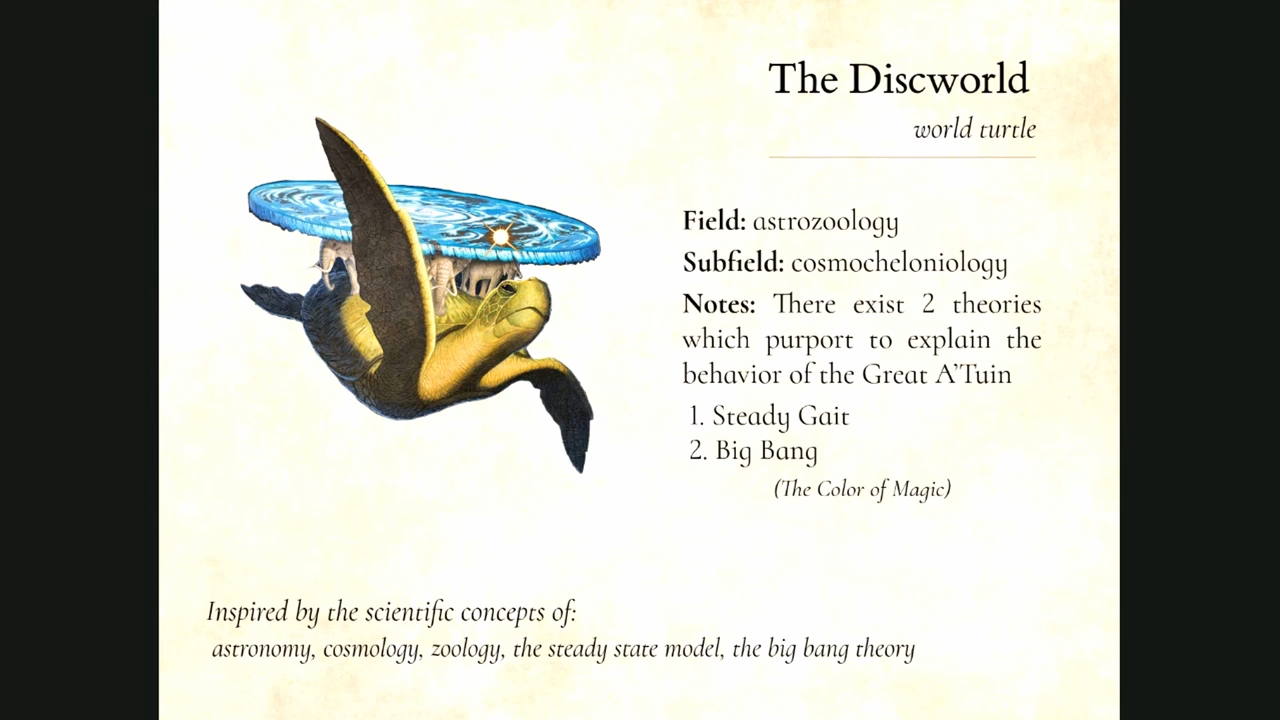 The Discworld
world turtle
Field: astrozoology
Subfield: cosmocheloniology
Notes: There exist 2 theories
which purport to explain the
behavior of the Great A’Tuin
1. Steady Gait
2. Big Bang
(The Color of Magic)
Inspired by the scientific concepts of:
astronomy, cosmology, zoology, the steady state model, the big bang theory